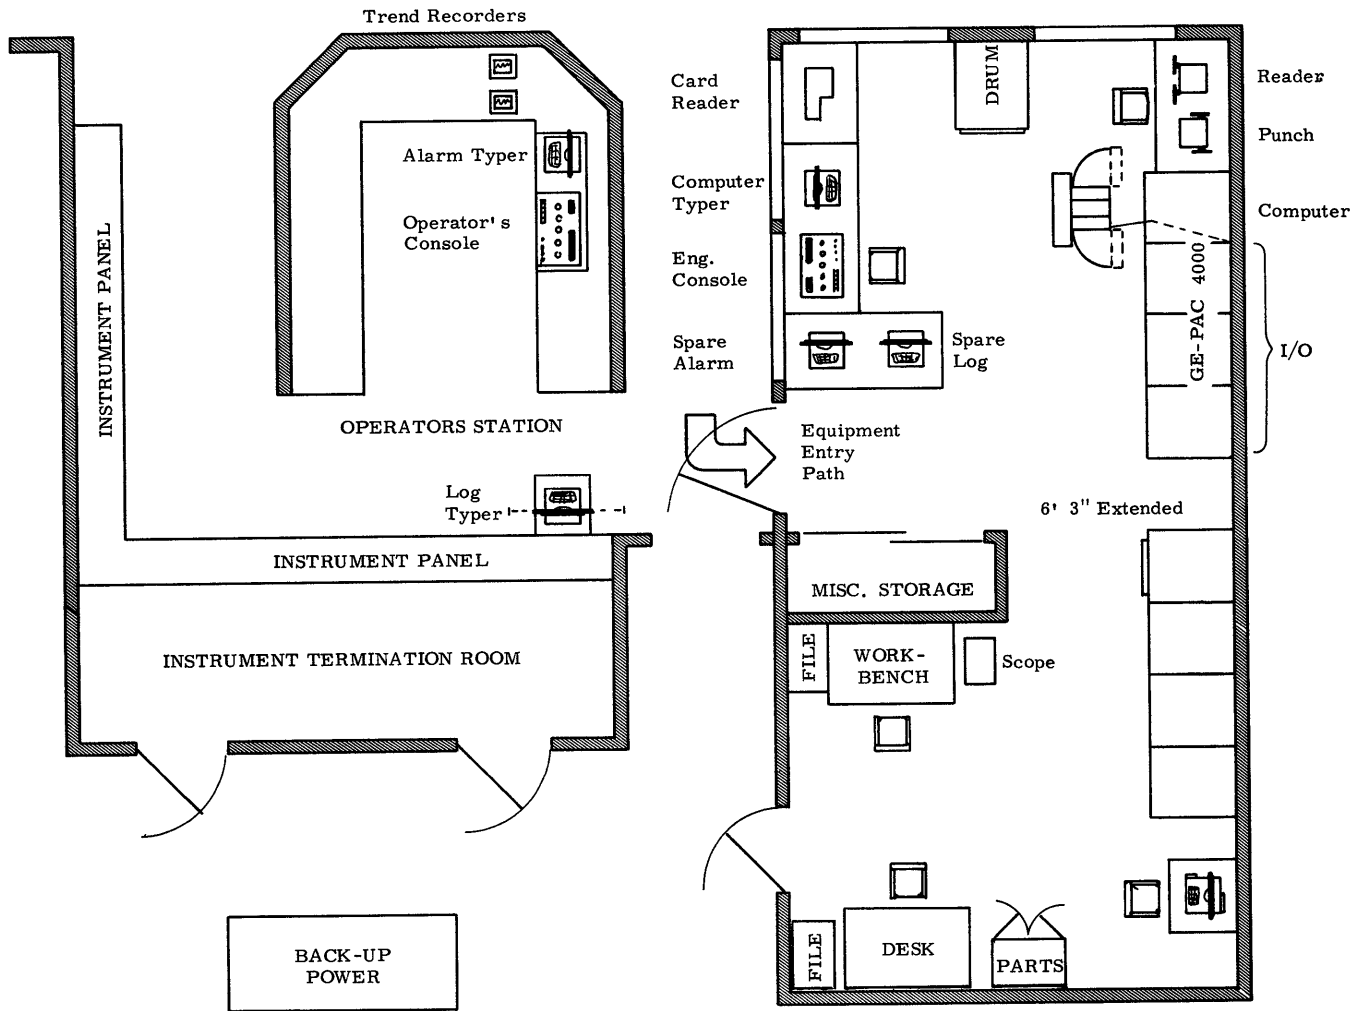 Trend Recorders
Alarm Typer
Operator's
Console
INSTRUMENT PANEL
OPERATORS STATION
Log
Typer
INSTRUMENT PANEL
INSTRUMENT TERMINATION ROOM
BACK-UP
POWER
Card
Reader
Computer
Typer
Eng.
Console
Spare
Alarm
Spare
Log
DRUM
Reader
Punch
Computer
GE-PAC 4000
I/O
Equipment
Entry
Path
6' 3" Extended
MISC. STORAGE
FILE
WORK-
BENCH
Scope
FILE
DESK
PARTS